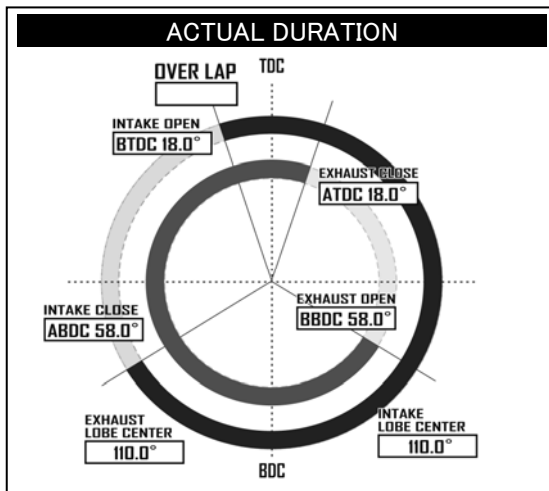 ACTUAL DURATION
OVER LAP
TDC
INTAKE OPEN
BTDC 18.0°
EXHAUST CLOSE
ATDC 18.0°
INTAKE CLOSE
ABDC 58.0°
EXHAUST OPEN
BBDC 58.0°
EXHAUST
LOBE CENTER
110.0°
INTAKE
LOBE CENTER
110.0°
BDC